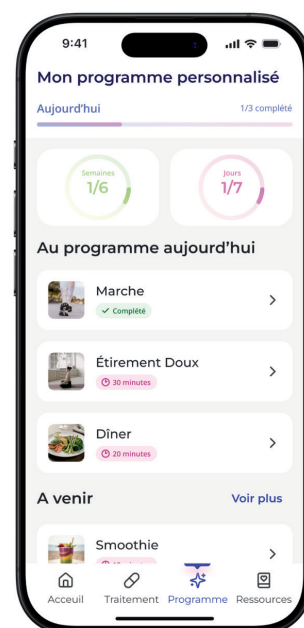 9:41
Mon programme personnalisé
Aujourd'hui 1/3 complété
Semaines Jours
1/6 1/7
Au programme aujourd'hui
Marche
Complété
Étirement Doux
30 minutes
Dîner
20 minutes
A venir Voir plus
Smoothie
Acceuil Traitement Programme Ressources